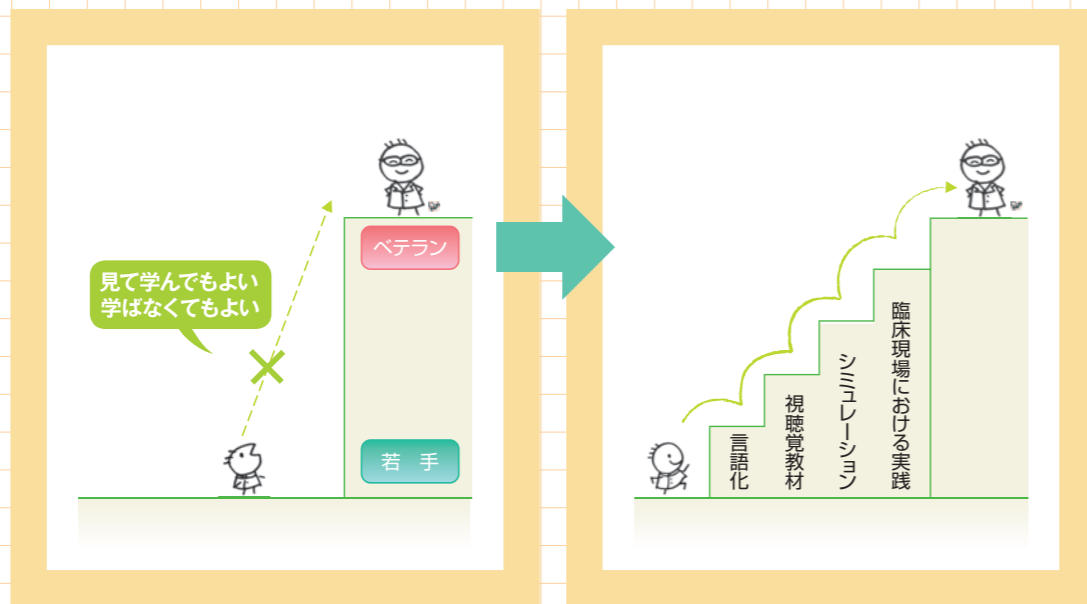 見て学んでもよい
学ばなくてもよい
ベテラン
若 手
言語化
視聴覚教材
シミュレーション
臨床現場における実践